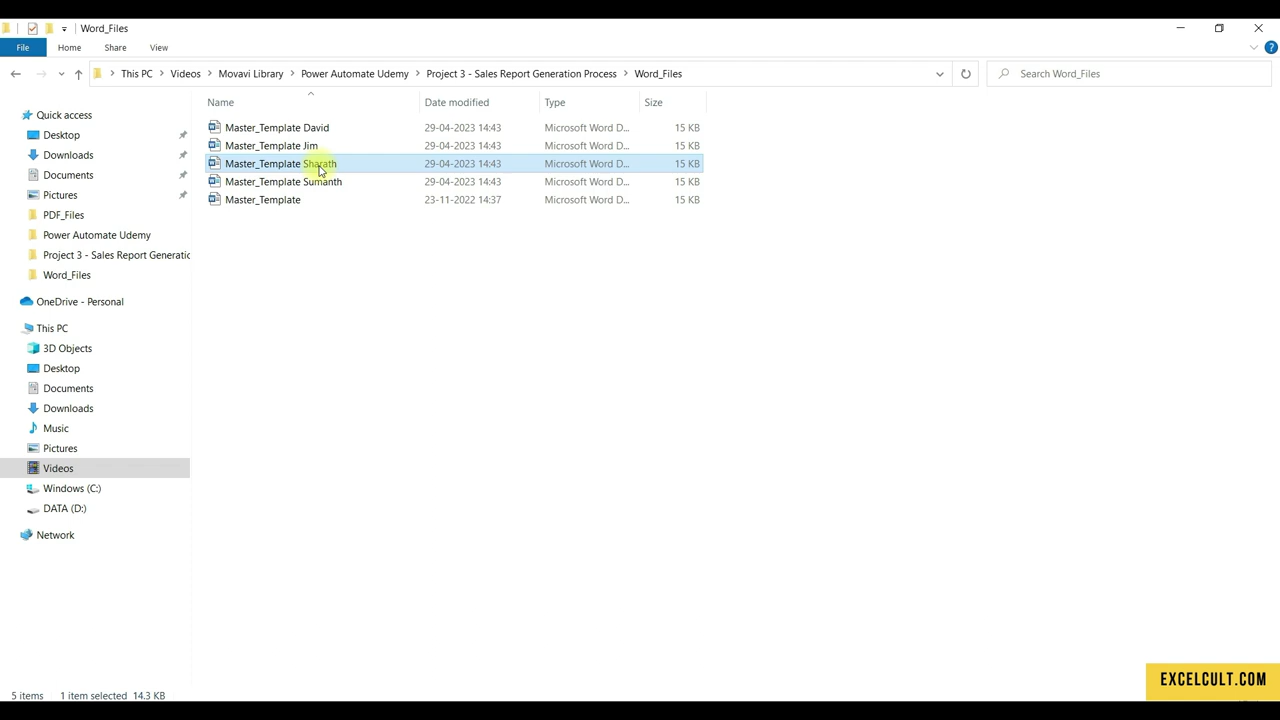 Word_Files
File Home Share View
This PC Videos Movavi Library Power Automate Udemy Project 3 - Sales Report Generation Process Word_Files Search Word_Files
Name Date modified Type Size
Quick access
Desktop
Downloads
Documents
Pictures
PDF_Files
Power Automate Udemy
Project 3 - Sales Report Generatic
Word_Files
OneDrive - Personal
This PC
3D Objects
Desktop
Documents
Downloads
Music
Pictures
Videos
Windows (C:)
DATA (D:)
Network
Master_Template David 29-04-2023 14:43 Microsoft Word D... 15 KB
Master_Template Jim 29-04-2023 14:43 Microsoft Word D... 15 KB
Master_Template Sharath 29-04-2023 14:43 Microsoft Word D... 15 KB
Master_Template Sumanth 29-04-2023 14:43 Microsoft Word D... 15 KB
Master_Template 23-11-2022 14:37 Microsoft Word D... 15 KB
5 items 1 item selected 14.3 KB
EXCELCULT.COM